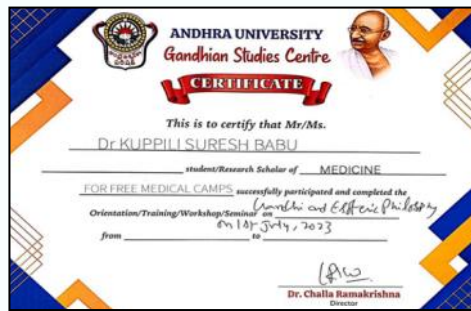 ANDHRA UNIVERSITY
Gandhian Studies Centre
CERTIFICATE
This is to certify that Mr/Ms.
Dr KUPPILI SURESH BABU
student/Research Scholar of MEDICINE
FOR FREE MEDICAL CAMPS successfully participated and completed the
Orientation/Training/Workshop/Seminar on Gandhi and Philosophy
from on 1st July, 2023 to
Dr. Challa Ramakrishna
Director